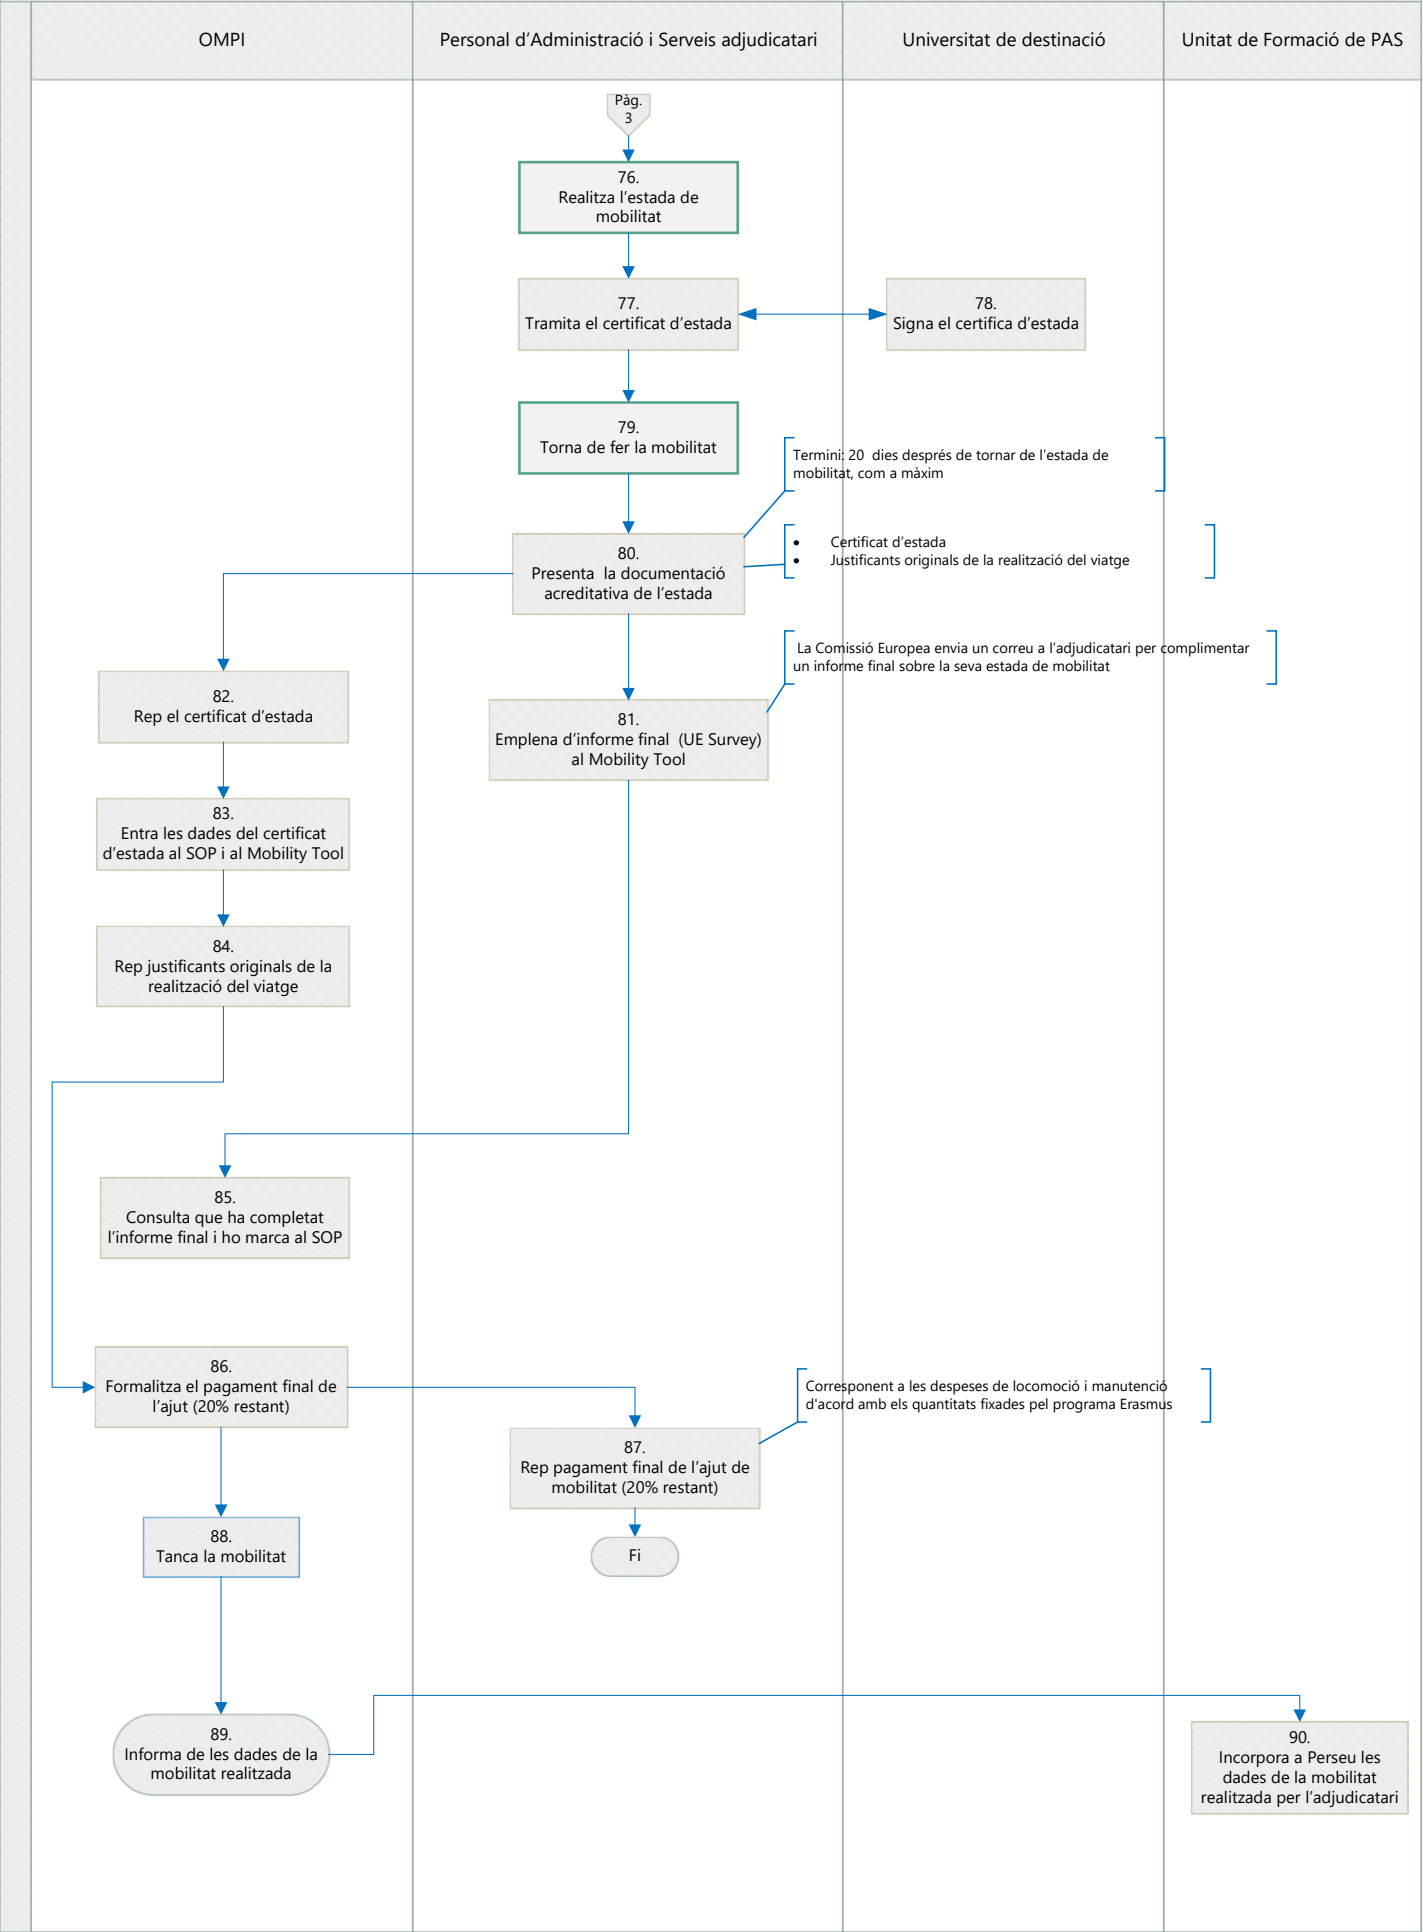 OMPI
Personal d'Administració i Serveis adjudicatari
Universitat de destinació
Unitat de Formació de PAS
Pàg.
3
76.
Realitza l'estada de
mobilitat
77.
Tramita el certificat d'estada
78.
Signa el certifica d'estada
79.
Torna de fer la mobilitat
Termini: 20 dies després de tornar de l'estada de
mobilitat, com a màxim
80.
Presenta la documentació
acreditativa de l'estada
• Certificat d'estada
• Justificants originals de la realització del viatge
La Comissió Europea envia un correu a l'adjudicatari per complimentar
un informe final sobre la seva estada de mobilitat
82.
Rep el certificat d'estada
81.
Emplena d'informe final (UE Survey)
al Mobility Tool
83.
Entra les dades del certificat
d'estada al SOP i al Mobility Tool
84.
Rep justificants originals de la
realització del viatge
85.
Consulta que ha completat
l'informe final i ho marca al SOP
86.
Formalitza el pagament final de
l'ajut (20% restant)
Corresponent a les despeses de locomoció i manutenció
d'acord amb els quantitats fixades pel programa Erasmus
87.
Rep pagament final de l'ajut de
mobilitat (20% restant)
88.
Tanca la mobilitat
Fi
89.
Informa de les dades de la
mobilitat realitzada
90.
Incorpora a Perseu les
dades de la mobilitat
realitzada per l'adjudicatari